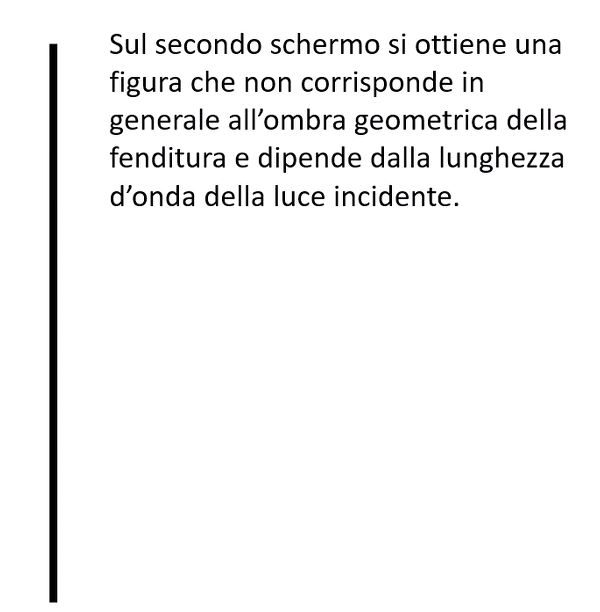 Sul secondo schermo si ottiene una
figura che non corrisponde in
generale all’ombra geometrica della
fenditura e dipende dalla lunghezza
d’onda della luce incidente.